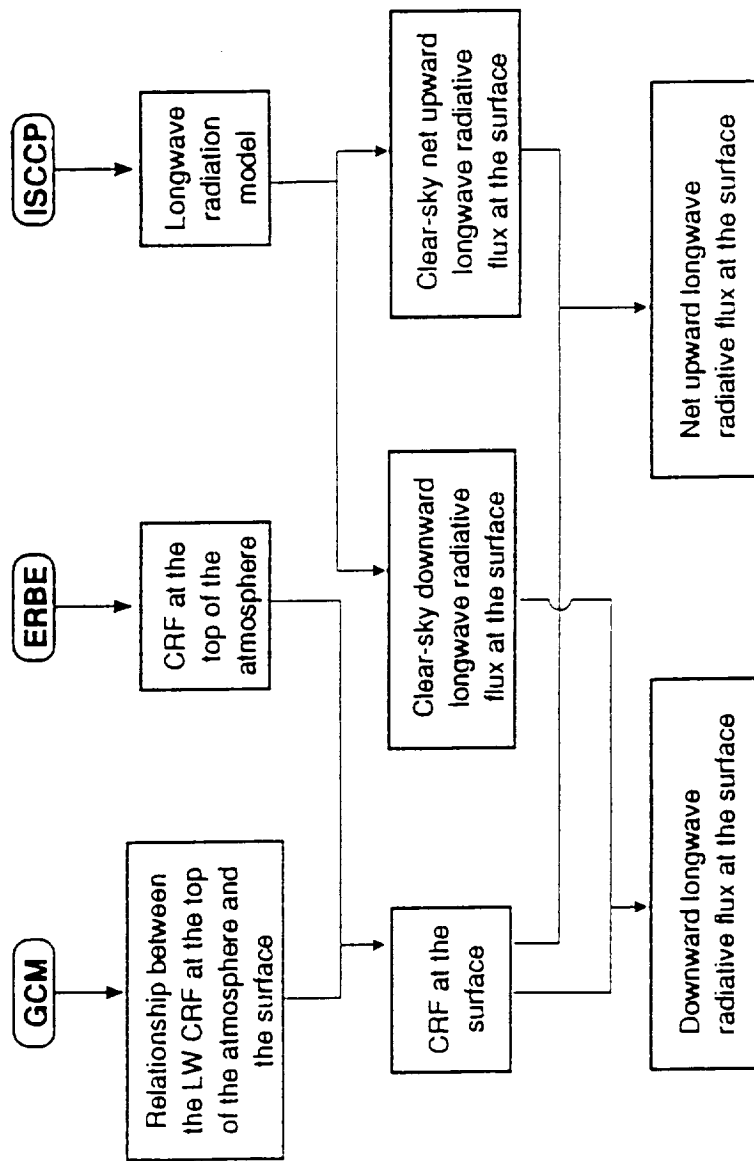 GCM
ERBE
ISCCP
Relationship between
the LW CRF at the top
of the atmosphere and
the surface
CRF at the
top of the
atmosphere
Longwave
radiation
model
CRF at the
surface
Clear-sky downward
longwave radiative
flux at the surface
Clear-sky net upward
longwave radiative
flux at the surface
Downward longwave
radiative flux at the surface
Net upward longwave
radiative flux at the surface